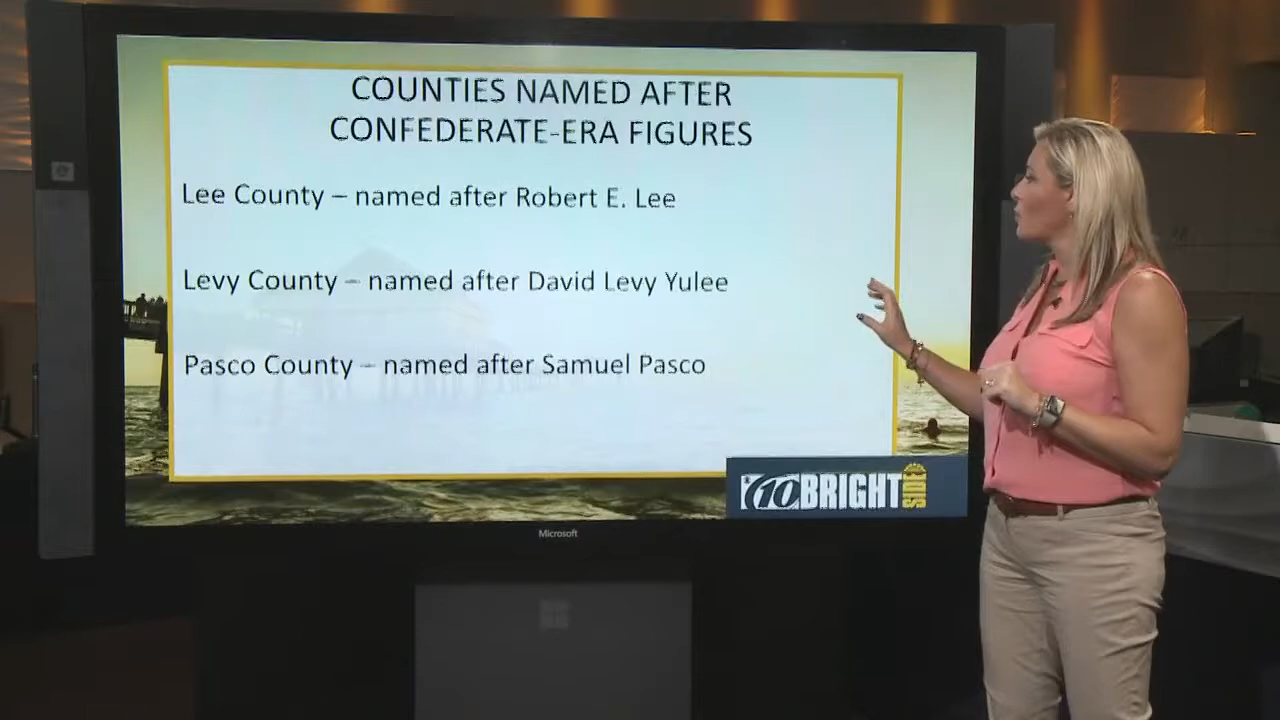 COUNTIES NAMED AFTER
CONFEDERATE-ERA FIGURES
Lee County – named after Robert E. Lee
Levy County – named after David Levy Yulee
Pasco County – named after Samuel Pasco
10 BRIGHT SIDE
Microsoft